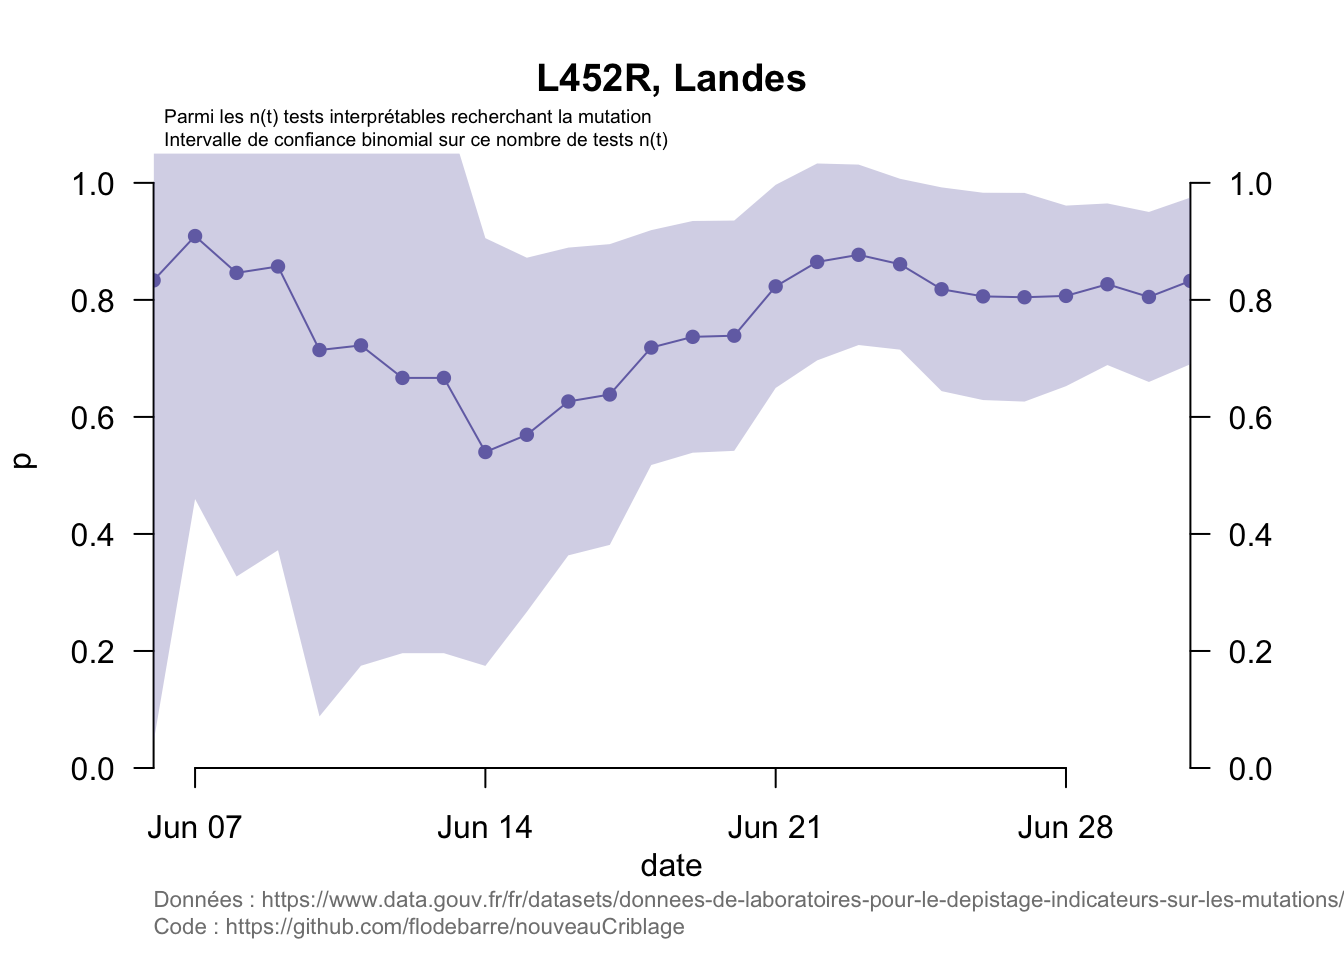 L452R, Landes
Parmi les n(t) tests interprétables recherchant la mutation
Intervalle de confiance binomial sur ce nombre de tests n(t)
1.0
0.8
0.6
0.4
0.2
0.0
p
1.0
0.8
0.6
0.4
0.2
0.0
Jun 07
Jun 14
Jun 21
Jun 28
date
Données : https://www.data.gouv.fr/fr/datasets/donnees-de-laboratoires-pour-le-depistage-indicateurs-sur-les-mutations/
Code : https://github.com/flodebarre/nouveauCriblage